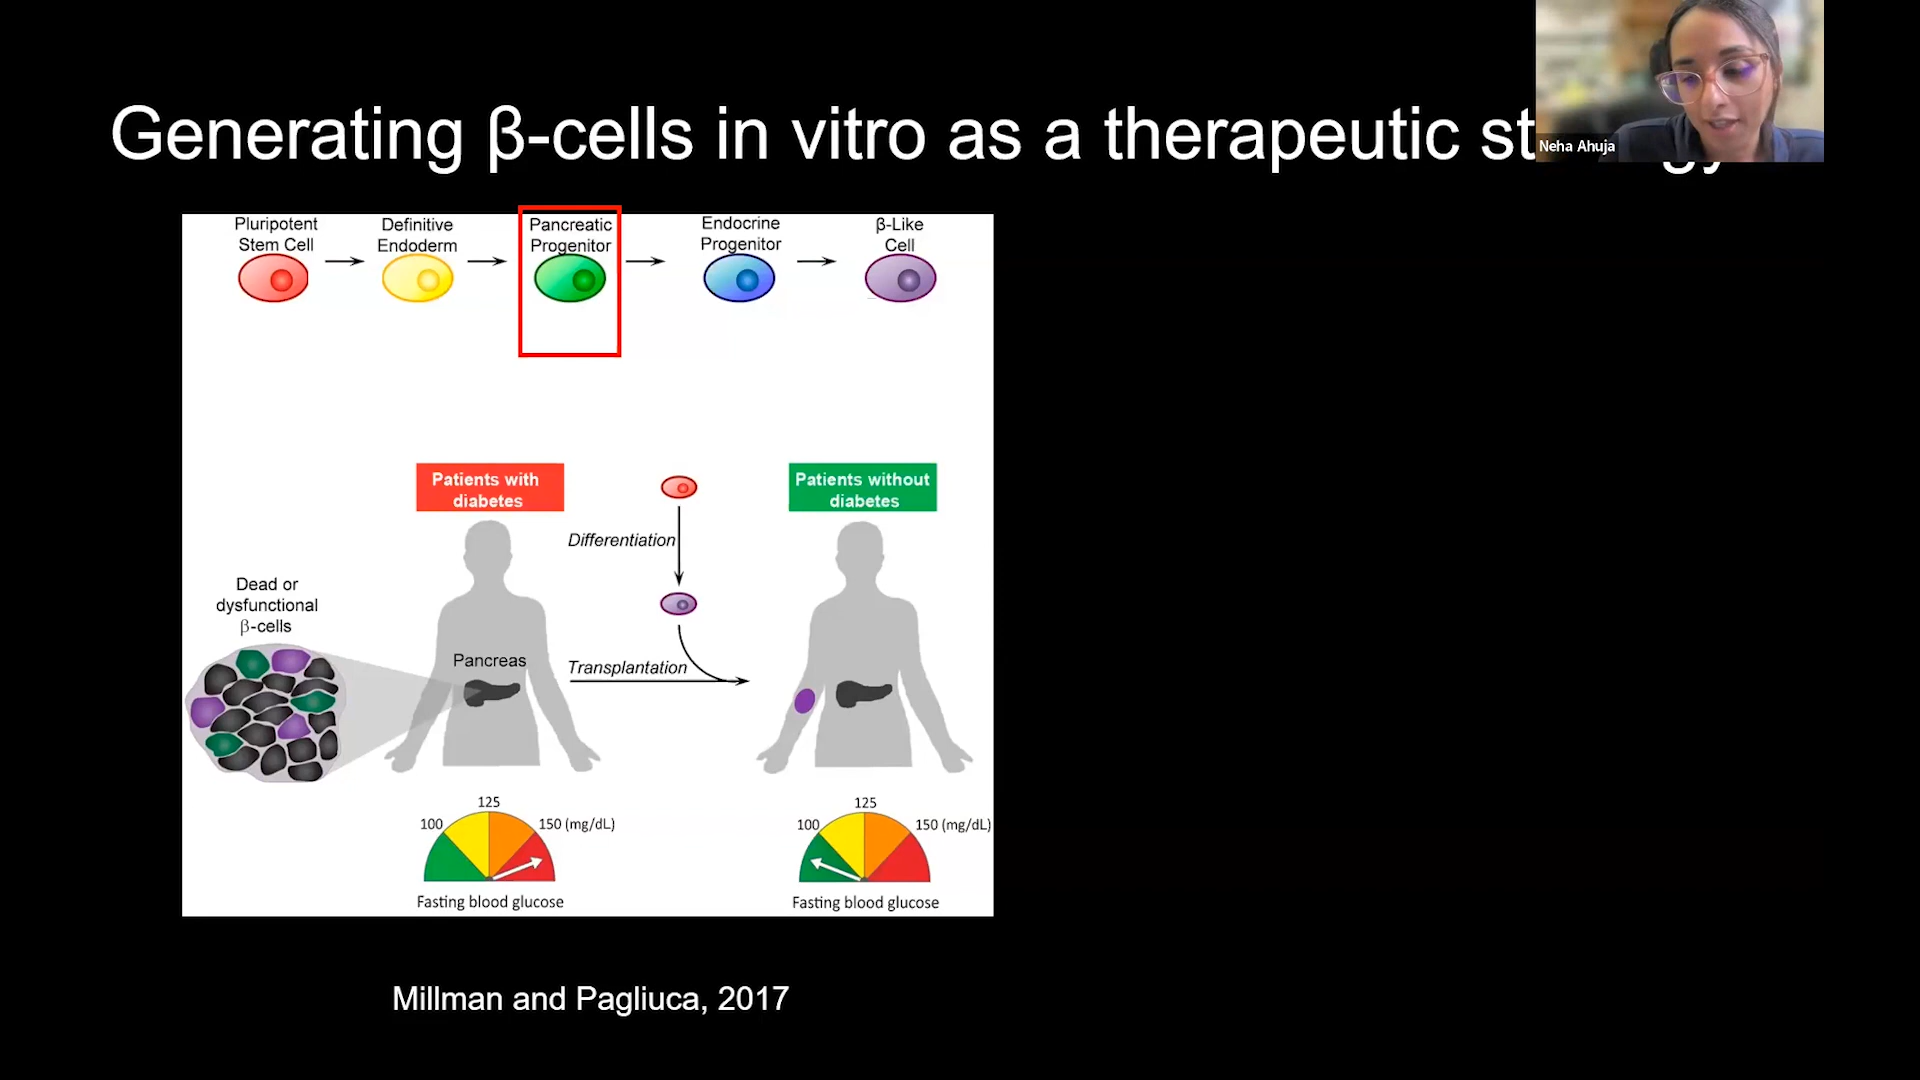 Generating β-cells in vitro as a therapeutic
Neha Ahuja
Pluripotent Stem Cell
Definitive Endoderm
Pancreatic Progenitor
Endocrine Progenitor
β-Like Cell
Patients with diabetes
Patients without diabetes
Differentiation
Dead or dysfunctional β-cells
Pancreas
Transplantation
125
100
150 (mg/dL)
Fasting blood glucose
125
100
150 (mg/dL)
Fasting blood glucose
Millman and Pagliuca, 2017